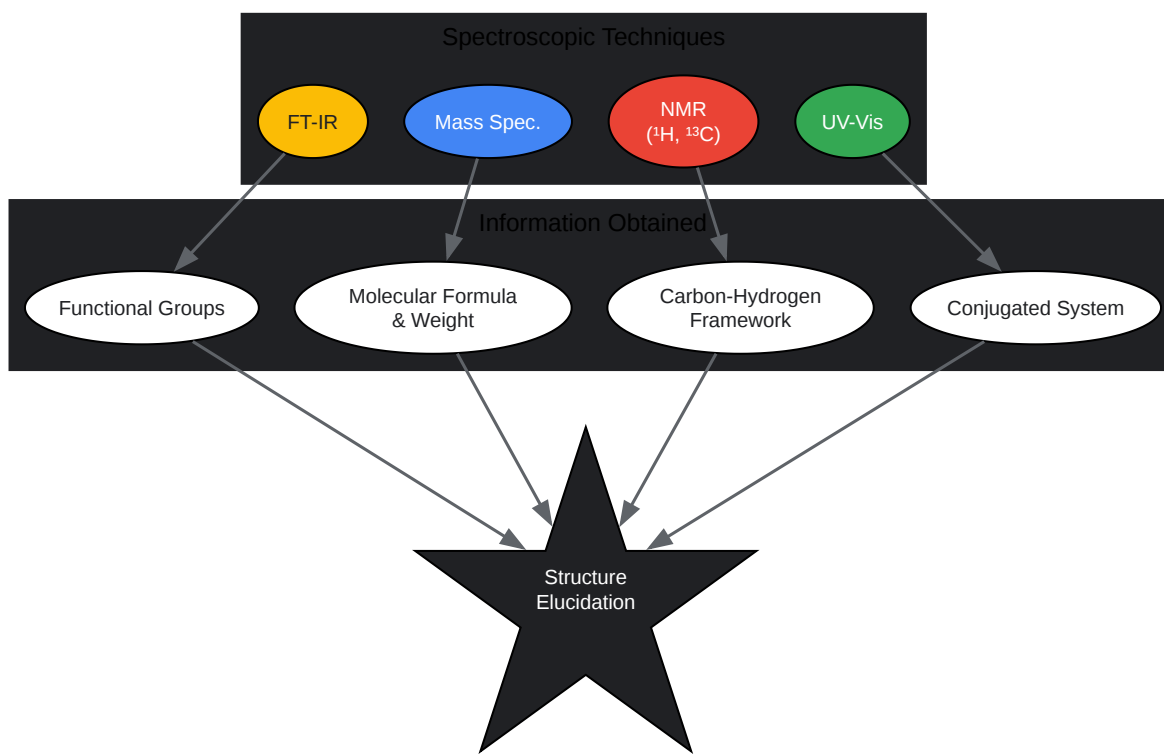 Spectroscopic Techniques
FT-IR
Mass Spec.
NMR
(¹H, ¹³C)
UV-Vis
Information Obtained
Functional Groups
Molecular Formula
& Weight
Carbon-Hydrogen
Framework
Conjugated System
Structure
Elucidation